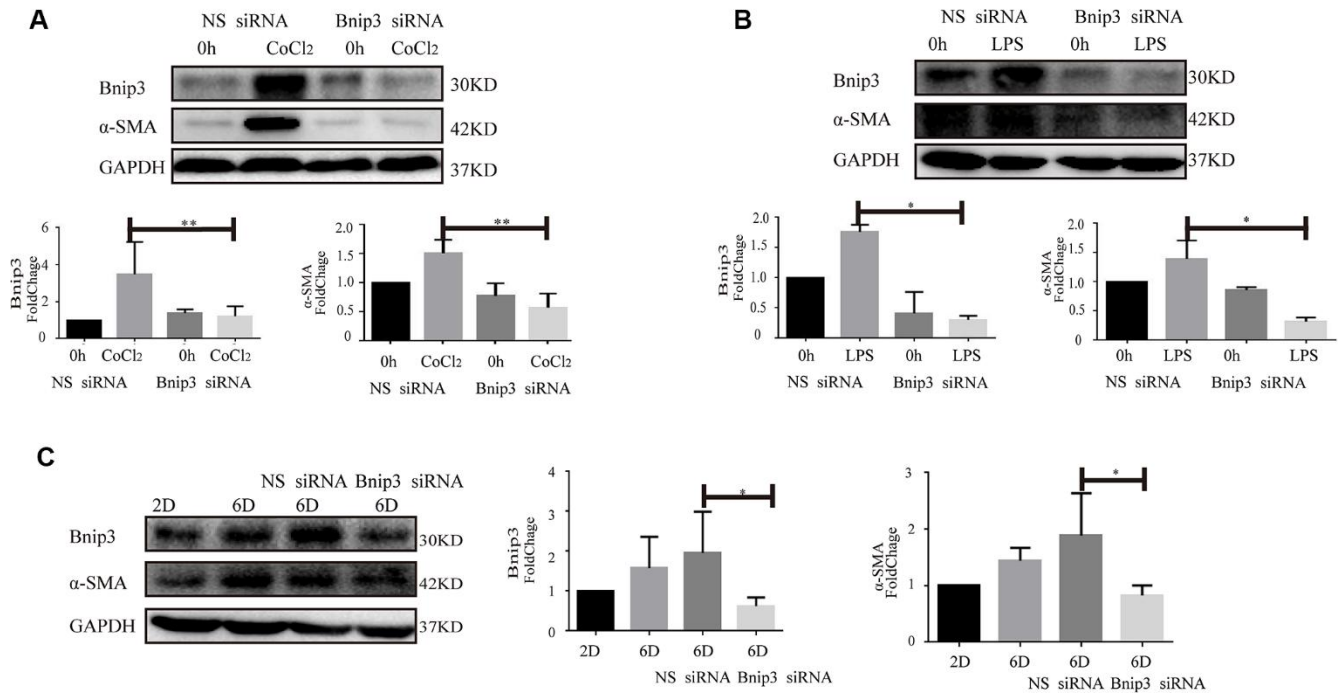 A
NS siRNA Bnip3 siRNA
0h CoCl₂ 0h CoCl₂
Bnip3 30KD
α-SMA 42KD
GAPDH 37KD
Bnip3
FoldChage
6
4
2
0
**
0h CoCl₂ 0h CoCl₂
NS siRNA Bnip3 siRNA
α-SMA
FoldChage
2.0
1.5
1.0
0.5
0.0
**
0h CoCl₂ 0h CoCl₂
NS siRNA Bnip3 siRNA
B
NS siRNA Bnip3 siRNA
0h LPS 0h LPS
Bnip3 30KD
α-SMA 42KD
GAPDH 37KD
Bnip3
FoldChage
2.0
1.5
1.0
0.5
0.0
*
0h LPS 0h LPS
NS siRNA Bnip3 siRNA
α-SMA
FoldChage
2.0
1.5
1.0
0.5
0.0
*
0h LPS 0h LPS
NS siRNA Bnip3 siRNA
C
NS siRNA Bnip3 siRNA
2D 6D 6D 6D
Bnip3 30KD
α-SMA 42KD
GAPDH 37KD
Bnip3
FoldChage
4
3
2
1
0
*
2D 6D 6D 6D
NS siRNA Bnip3 siRNA
α-SMA
FoldChage
3
2
1
0
*
2D 6D 6D 6D
NS siRNA Bnip3 siRNA